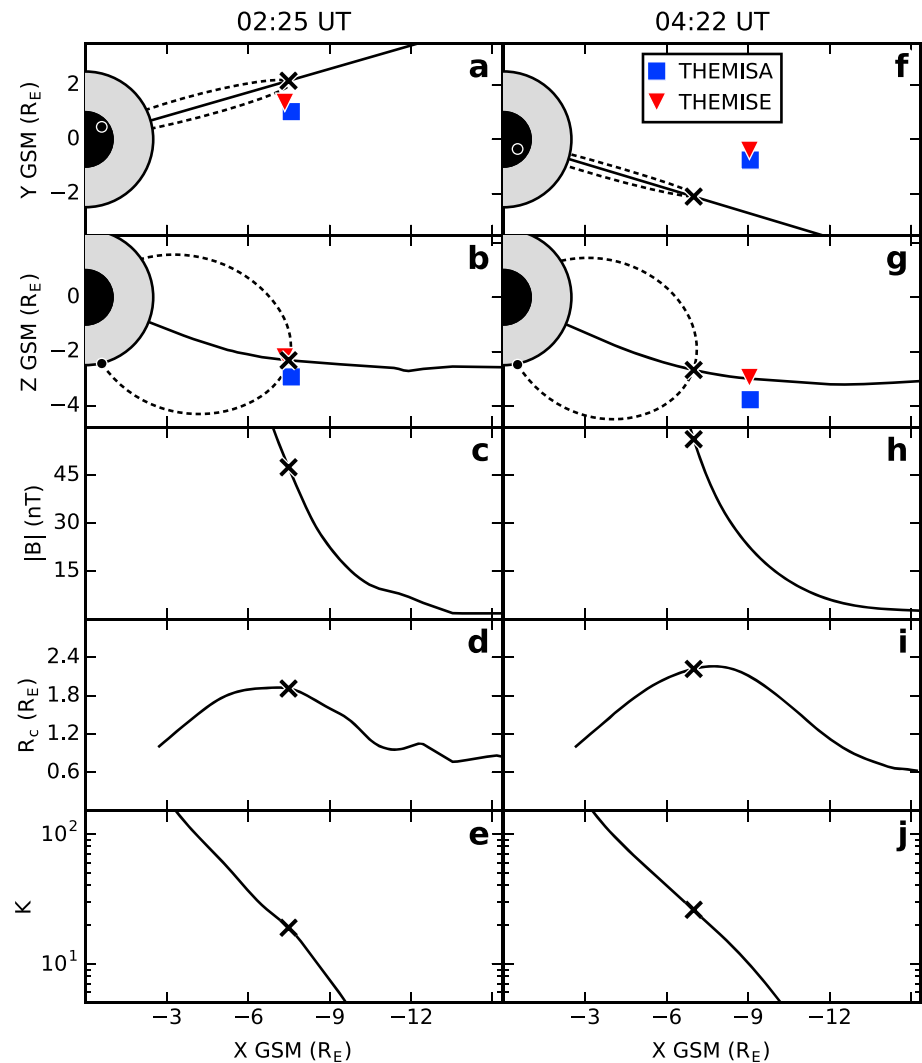 02:25 UT 04:22 UT
a f
Y GSM (R_E)
2
0
−2
THEMISA
THEMISE
b g
Z GSM (R_E)
0
−2
−4
c h
|B| (nT)
45
30
15
d i
R_c (R_E)
2.4
1.8
1.2
0.6
e j
K
10^2
10^1
−3 −6 −9 −12 −3 −6 −9 −12
X GSM (R_E) X GSM (R_E)